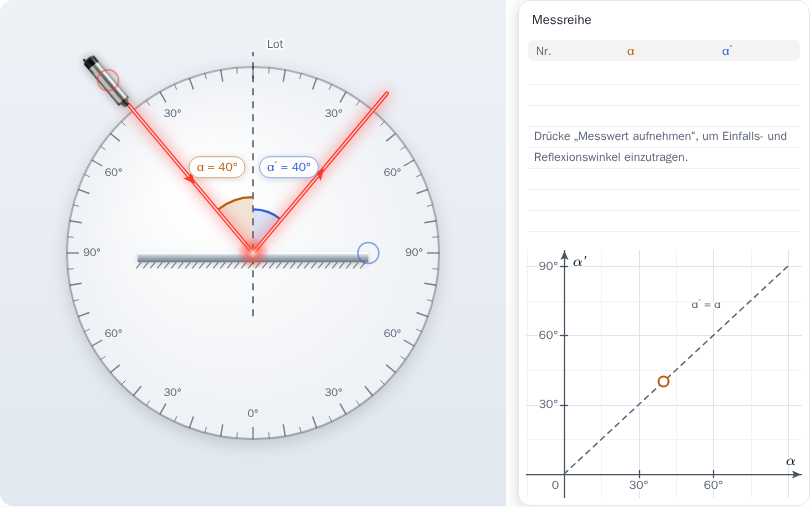 Lot
30°
30°
α = 40°
α′ = 40°
60°
60°
90°
90°
60°
60°
30°
30°
0°
Messreihe
Nr. α α′
Drücke „Messwert aufnehmen“, um Einfalls- und
Reflexionswinkel einzutragen.
α′
90°
α′ = α
60°
30°
α
0 30° 60°